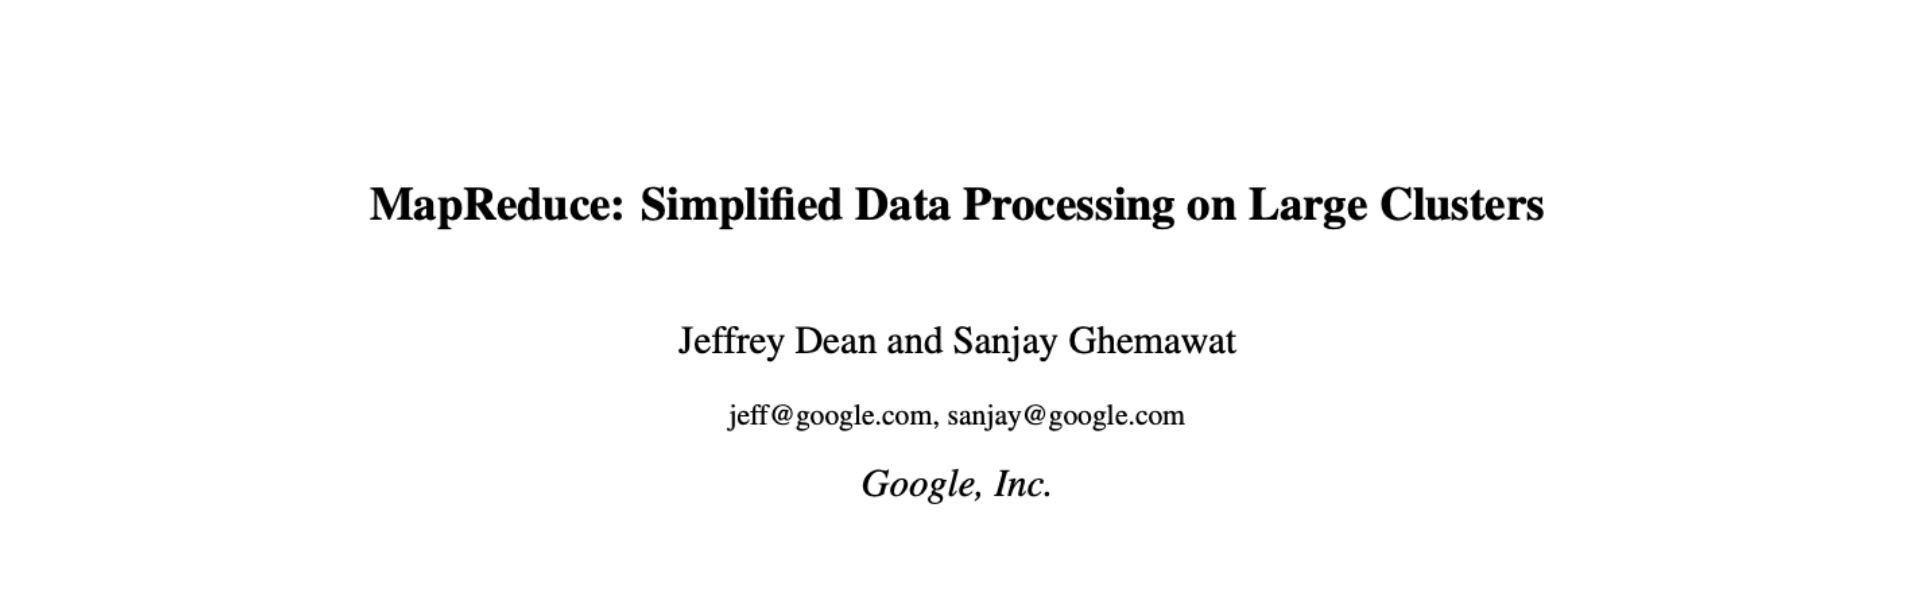 MapReduce: Simplified Data Processing on Large Clusters
Jeffrey Dean and Sanjay Ghemawat
jeff@google.com, sanjay@google.com
Google, Inc.